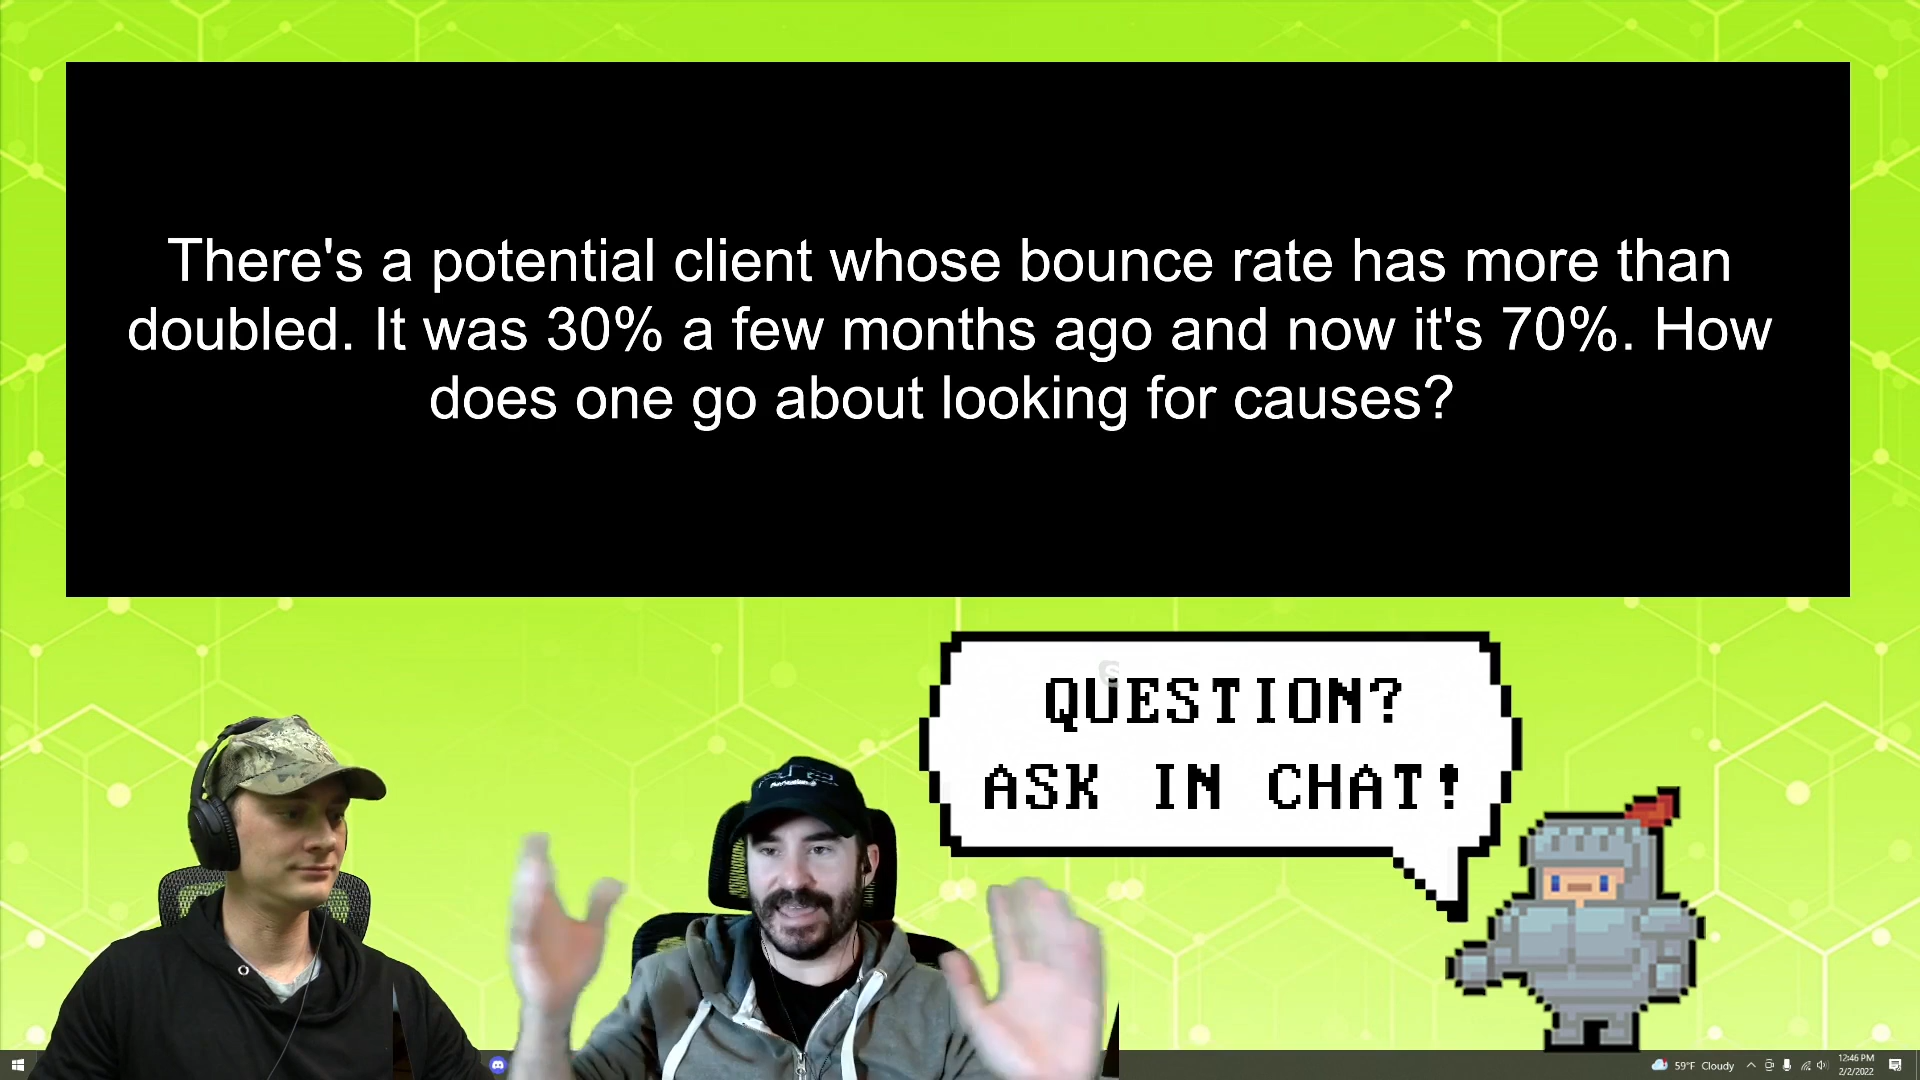 There's a potential client whose bounce rate has more than
doubled. It was 30% a few months ago and now it's 70%. How
does one go about looking for causes?
QUESTION?
ASK IN CHAT!
59°F Cloudy
12:46 PM
2/2/2022